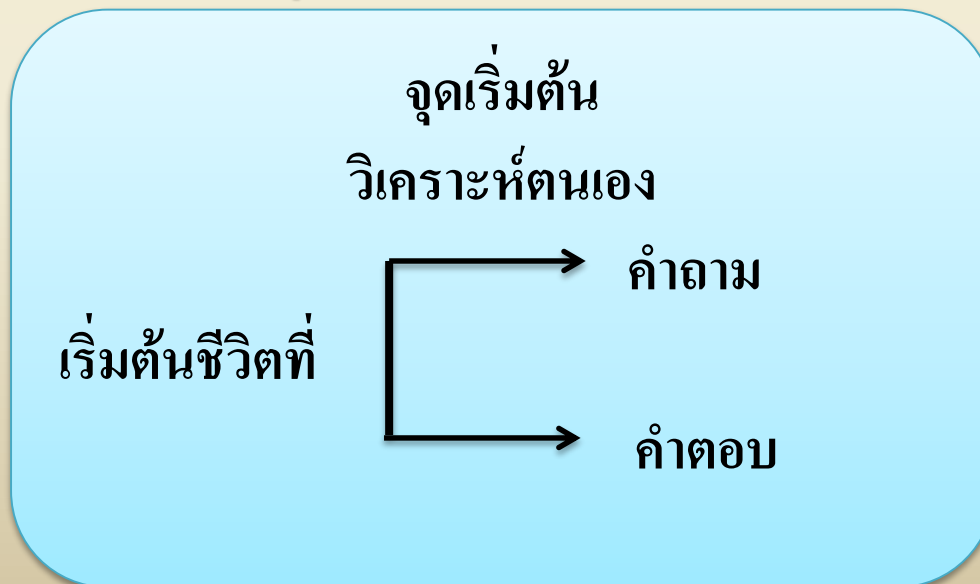 จุดเริ่มต้น
วิเคราะห์ตนเอง
คำถาม
เริ่มต้นชีวิตที่
คำตอบ